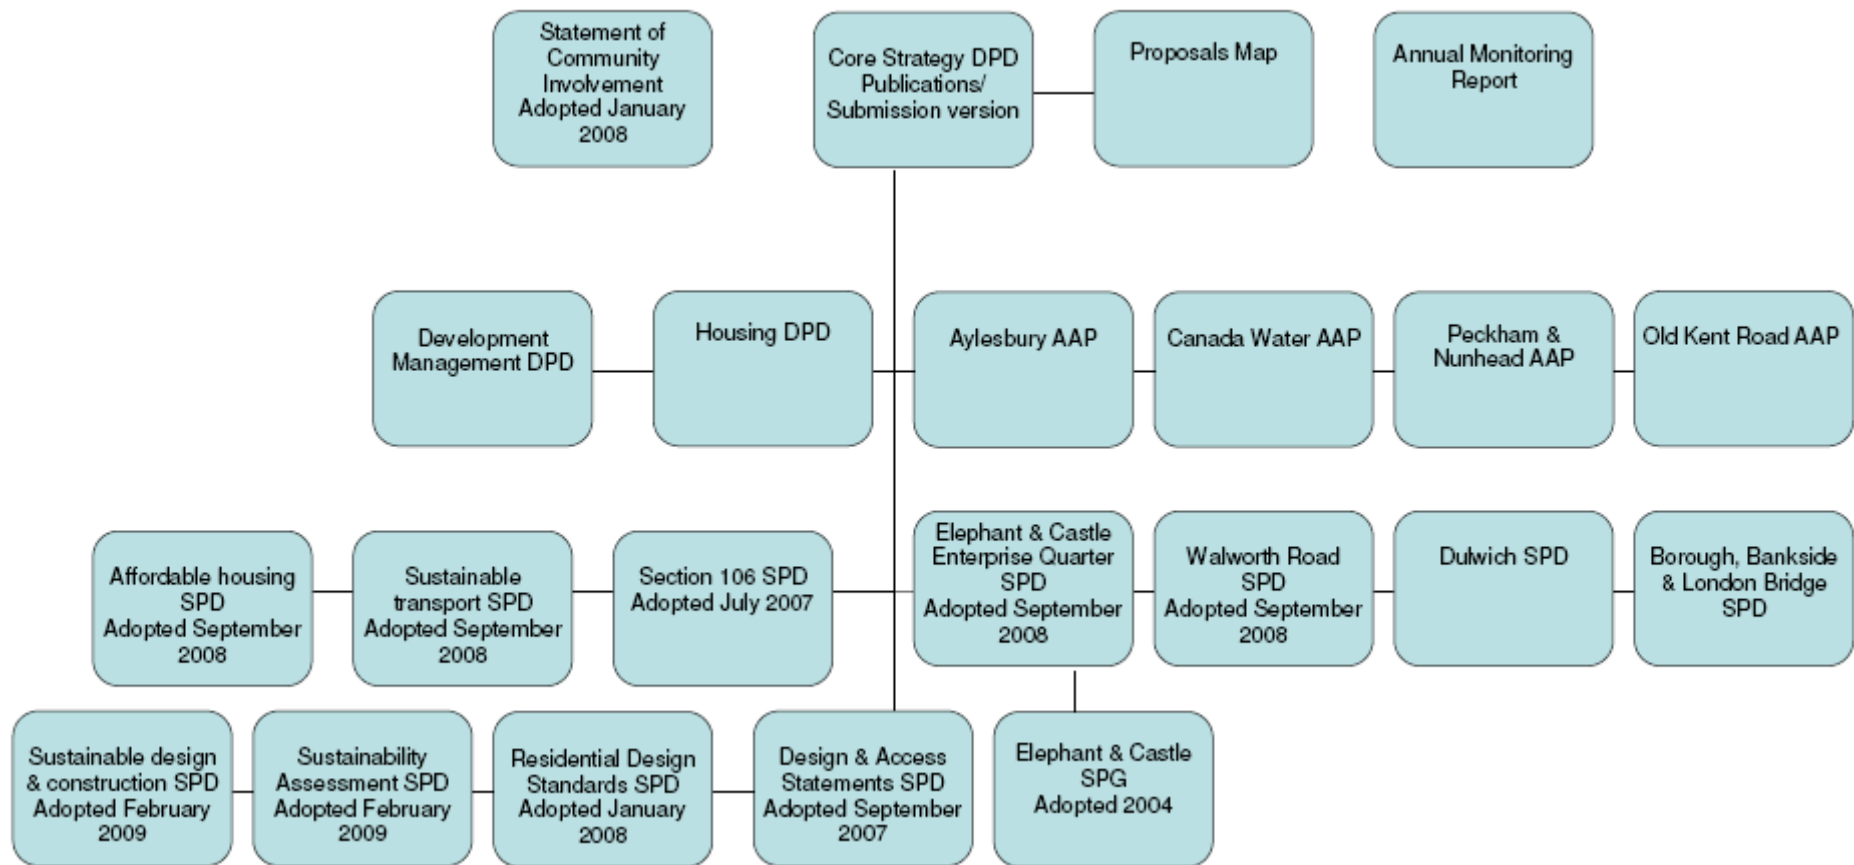 Statement of
Community
Involvement
Adopted January
2008
Core Strategy DPD
Publications/
Submission version
Proposals Map
Annual Monitoring
Report
Development
Management DPD
Housing DPD
Aylesbury AAP
Canada Water AAP
Peckham &
Nunhead AAP
Old Kent Road AAP
Affordable housing
SPD
Adopted September
2008
Sustainable
transport SPD
Adopted September
2008
Section 106 SPD
Adopted July 2007
Elephant & Castle
Enterprise Quarter
SPD
Adopted September
2008
Walworth Road
SPD
Adopted September
2008
Dulwich SPD
Borough, Bankside
& London Bridge
SPD
Sustainable design
& construction SPD
Adopted February
2009
Sustainability
Assessment SPD
Adopted February
2009
Residential Design
Standards SPD
Adopted January
2008
Design & Access
Statements SPD
Adopted September
2007
Elephant & Castle
SPG
Adopted 2004